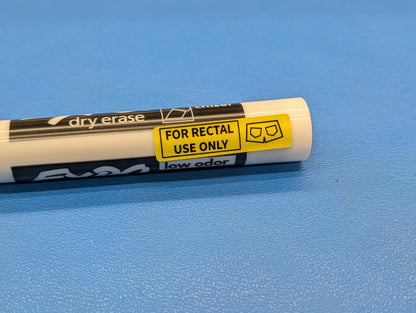 dry erase
FOR RECTAL
USE ONLY
EXPO
low odor